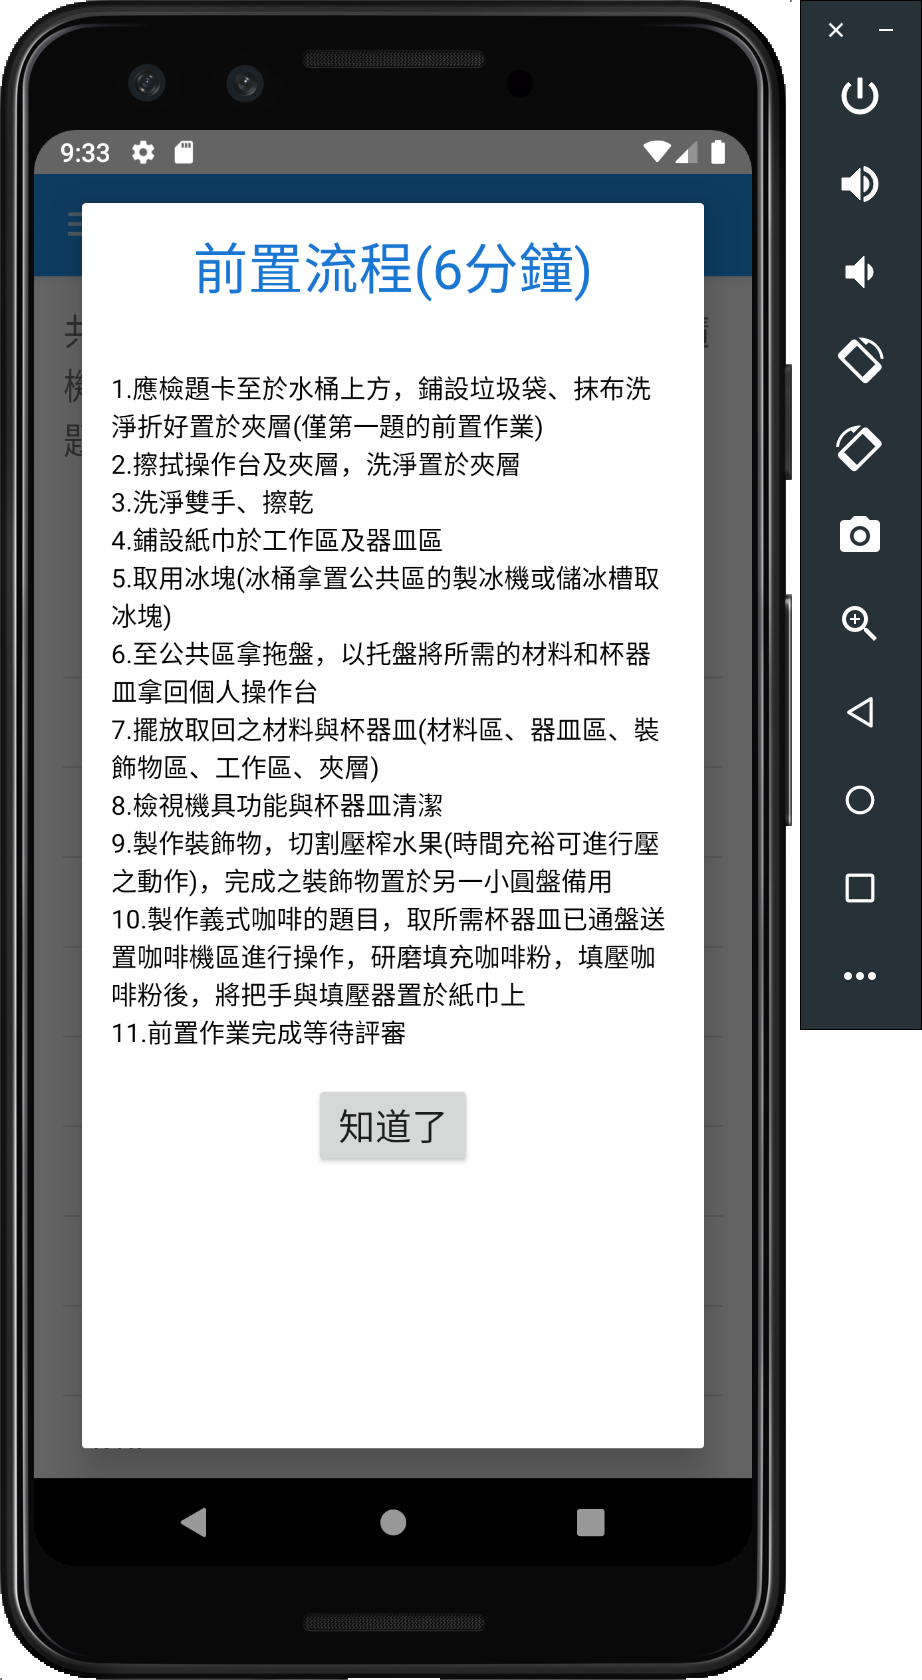 9:33
前置流程(6分鐘)
共
機
題
1.應檢題卡至於水桶上方，鋪設垃圾袋、抹布洗
淨折好置於夾層(僅第一題的前置作業)
2.擦拭操作台及夾層，洗淨置於夾層
3.洗淨雙手、擦乾
4.鋪設紙巾於工作區及器皿區
5.取用冰塊(冰桶拿置公共區的製冰機或儲冰槽取
冰塊)
6.至公共區拿拖盤，以托盤將所需的材料和杯器
皿拿回個人操作台
7.擺放取回之材料與杯器皿(材料區、器皿區、裝
飾物區、工作區、夾層)
8.檢視機具功能與杯器皿清潔
9.製作裝飾物，切割壓榨水果(時間充裕可進行壓
之動作)，完成之裝飾物置於另一小圓盤備用
10.製作義式咖啡的題目，取所需杯器皿已通盤送
置咖啡機區進行操作，研磨填充咖啡粉，填壓咖
啡粉後，將把手與填壓器置於紙巾上
11.前置作業完成等待評審
知道了